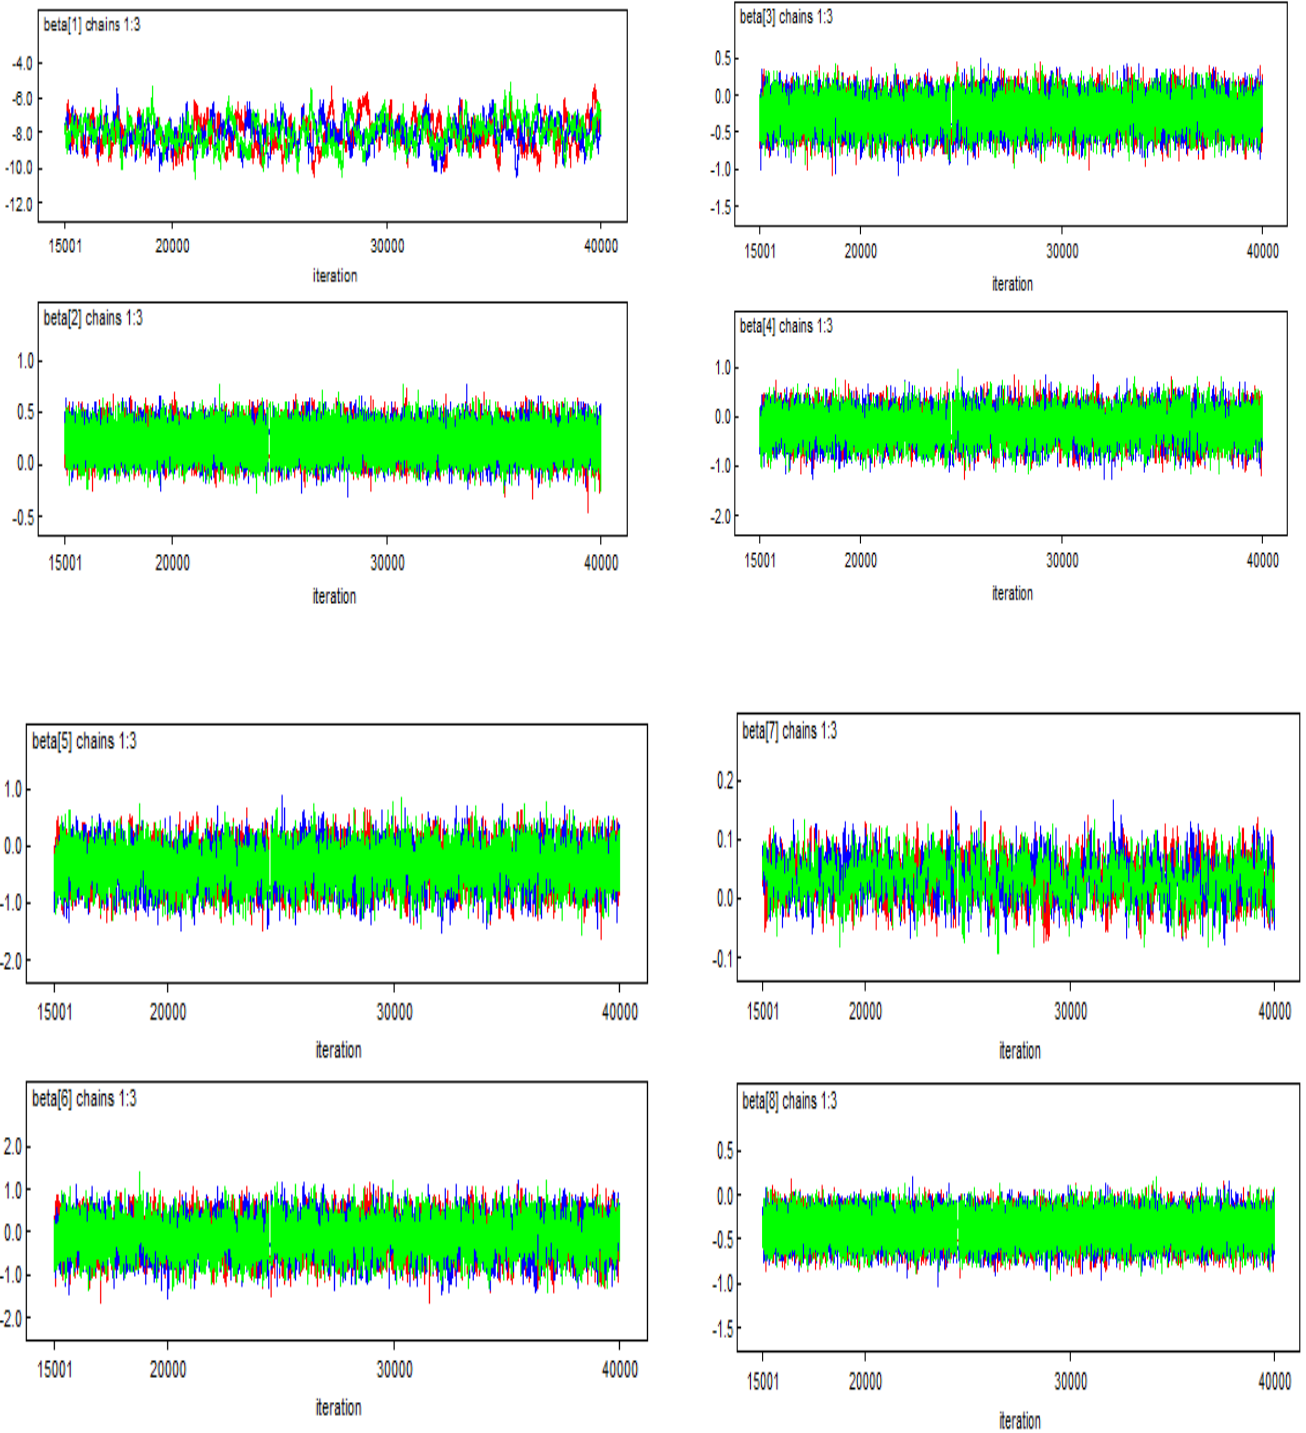 beta[1] chains 1:3
-4.0
-6.0
-8.0
-10.0
-12.0
15001 20000 30000 40000
iteration
beta[3] chains 1:3
0.5
0.0
-0.5
-1.0
-1.5
15001 20000 30000 40000
iteration
beta[2] chains 1:3
1.0
0.5
0.0
-0.5
15001 20000 30000 40000
iteration
beta[4] chains 1:3
1.0
0.0
-1.0
-2.0
15001 20000 30000 40000
iteration
beta[5] chains 1:3
1.0
0.0
-1.0
-2.0
15001 20000 30000 40000
iteration
beta[7] chains 1:3
0.2
0.1
0.0
-0.1
15001 20000 30000 40000
iteration
beta[6] chains 1:3
2.0
1.0
0.0
-1.0
-2.0
15001 20000 30000 40000
iteration
beta[8] chains 1:3
0.5
0.0
-0.5
-1.0
-1.5
15001 20000 30000 40000
iteration